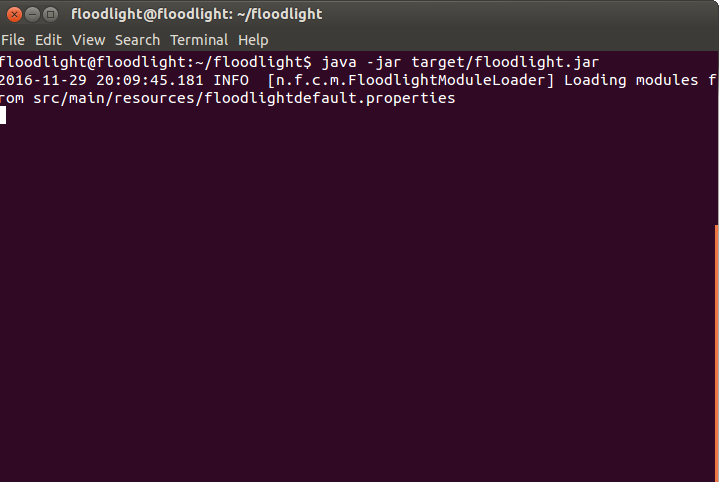 floodlight@floodlight: ~/floodlight
File Edit View Search Terminal Help
floodlight@floodlight:~/floodlight$ java -jar target/floodlight.jar
2016-11-29 20:09:45.181 INFO  [n.f.c.m.FloodlightModuleLoader] Loading modules f
rom src/main/resources/floodlightdefault.properties